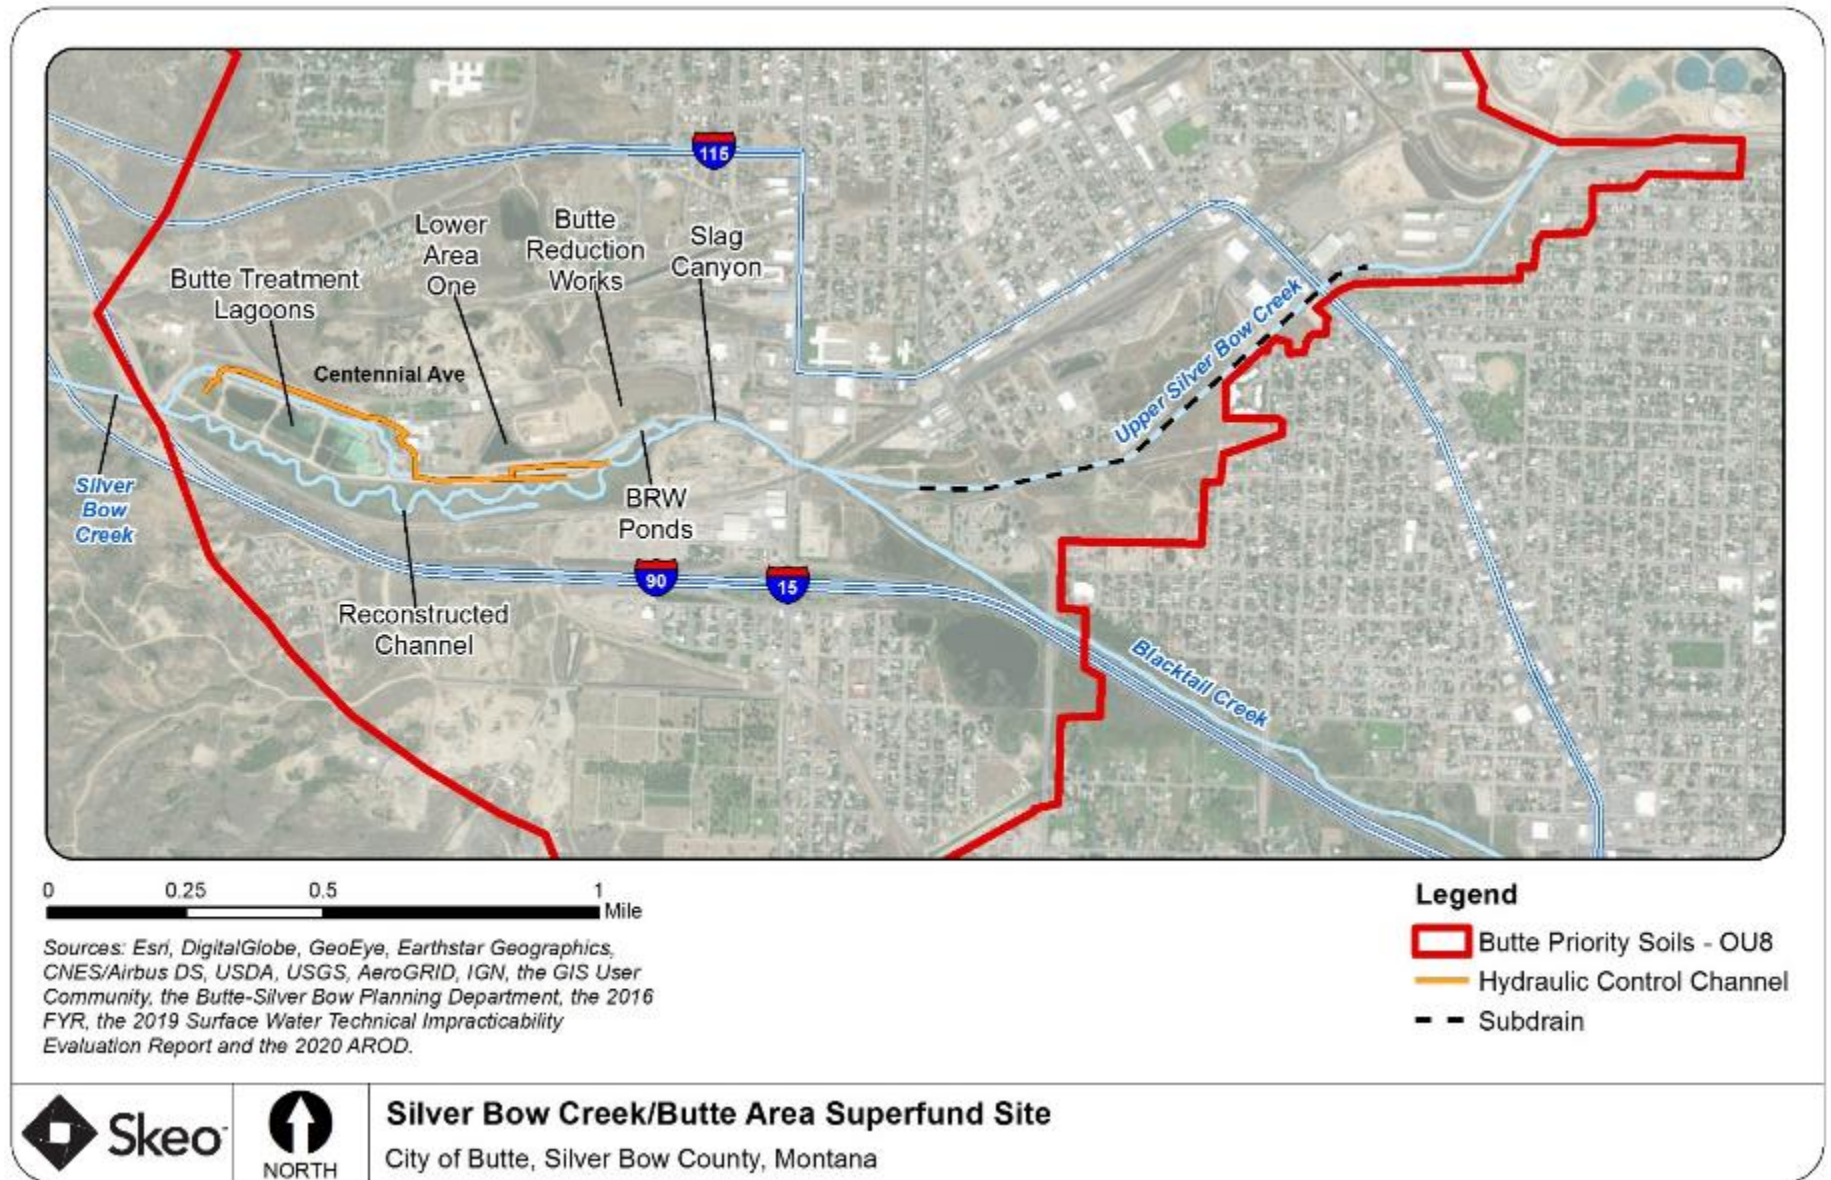 115
Lower
Area
One
Butte
Reduction
Works
Slag
Canyon
Butte Treatment
Lagoons
Centennial Ave
Upper Silver Bow Creek
Silver
Bow
Creek
BRW
Ponds
90
15
Reconstructed
Channel
Blacktail Creek
0 0.25 0.5 1
Mile
Sources: Esri, DigitalGlobe, GeoEye, Earthstar Geographics,
CNES/Airbus DS, USDA, USGS, AeroGRID, IGN, the GIS User
Community, the Butte-Silver Bow Planning Department, the 2016
FYR, the 2019 Surface Water Technical Impracticability
Evaluation Report and the 2020 AROD.
Legend
Butte Priority Soils - OU8
Hydraulic Control Channel
Subdrain
Skeo
NORTH
Silver Bow Creek/Butte Area Superfund Site
City of Butte, Silver Bow County, Montana